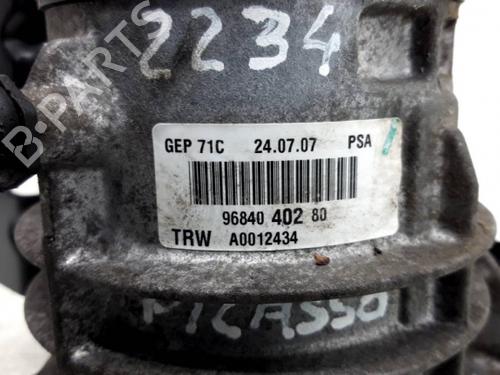 2234
B-PARTS
GEP 71C 24.07.07 PSA
96840 402 80
TRW A0012434
PICASSO